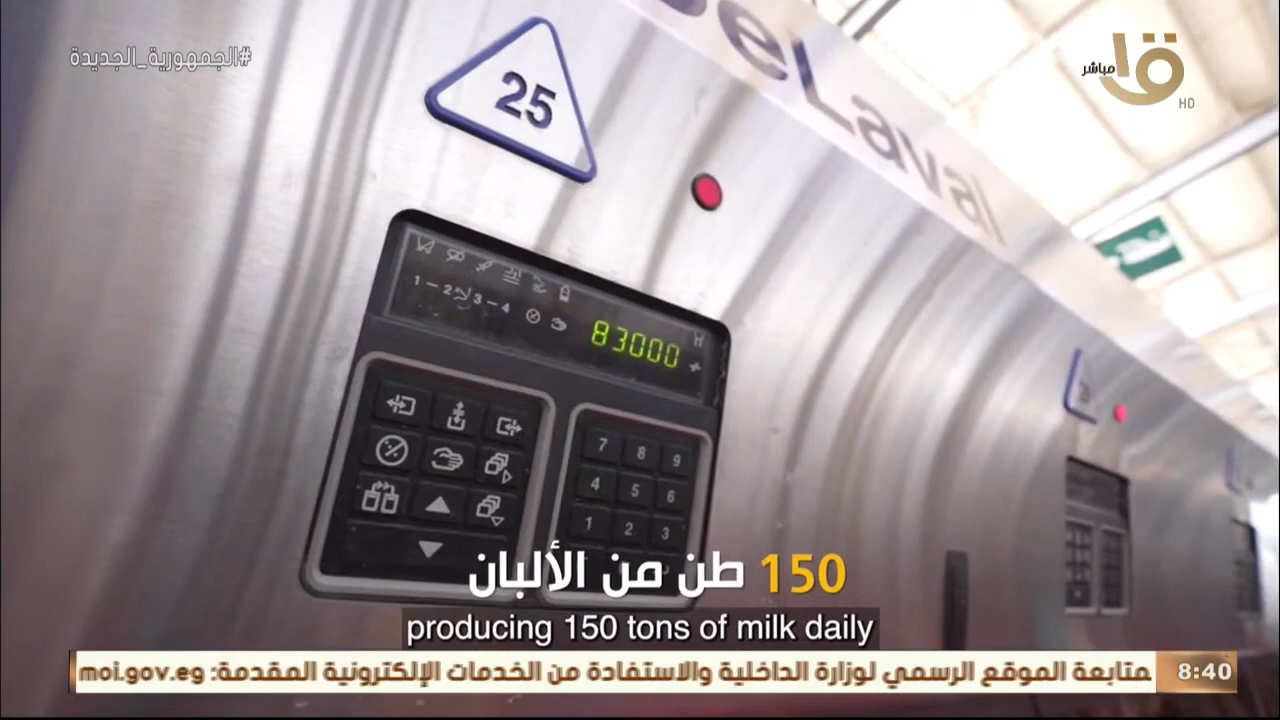 #الجمهورية_الجديدة
مباشر
HD
DeLaval
25
1-2 3-4
83000
7 8 9
4 5 6
1 2 3
150 طن من الألبان
producing 150 tons of milk daily
متابعة الموقع الرسمي لوزارة الداخلية والاستفادة من الخدمات الإلكترونية المقدمة: moi.gov.eg
8:40